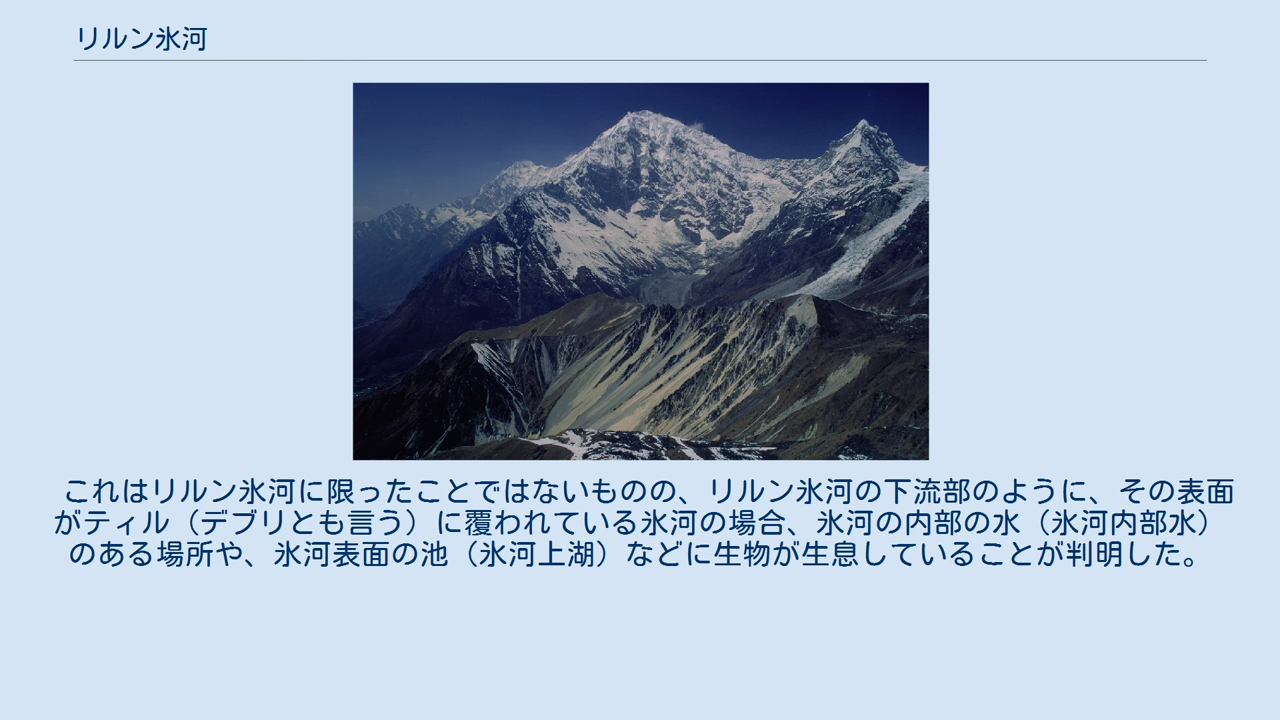 リルン氷河
これはリルン氷河に限ったことではないものの、リルン氷河の下流部のように、その表面
がティル（デブリとも言う）に覆われている氷河の場合、氷河の内部の水（氷河内部水）
のある場所や、氷河表面の池（氷河上湖）などに生物が生息していることが判明した。